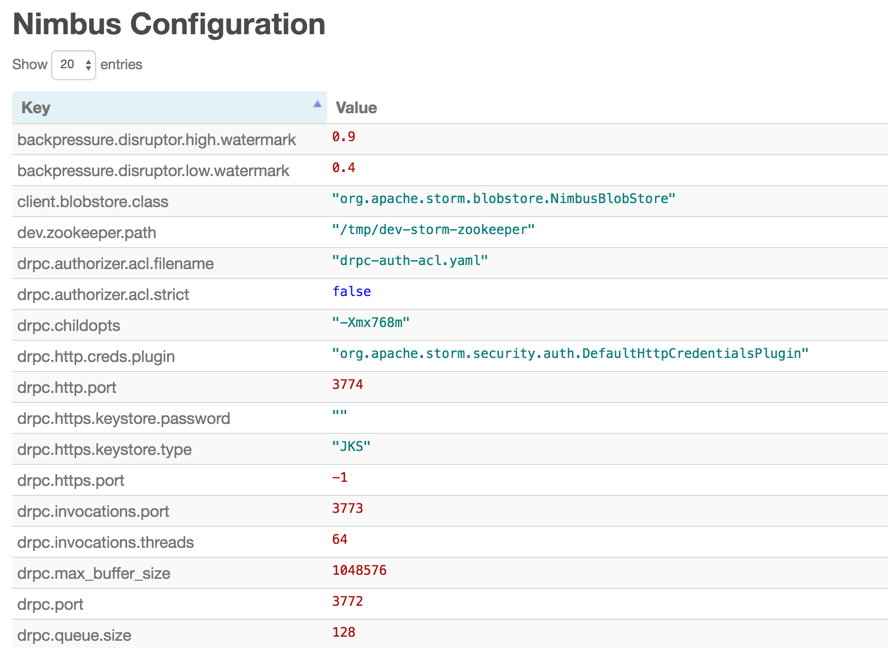 Nimbus Configuration
Show 20 entries
Key Value
backpressure.disruptor.high.watermark 0.9
backpressure.disruptor.low.watermark 0.4
client.blobstore.class "org.apache.storm.blobstore.NimbusBlobStore"
dev.zookeeper.path "/tmp/dev-storm-zookeeper"
drpc.authorizer.acl.filename "drpc-auth-acl.yaml"
drpc.authorizer.acl.strict false
drpc.childopts "-Xmx768m"
drpc.http.creds.plugin "org.apache.storm.security.auth.DefaultHttpCredentialsPlugin"
drpc.http.port 3774
drpc.https.keystore.password ""
drpc.https.keystore.type "JKS"
drpc.https.port -1
drpc.invocations.port 3773
drpc.invocations.threads 64
drpc.max_buffer_size 1048576
drpc.port 3772
drpc.queue.size 128